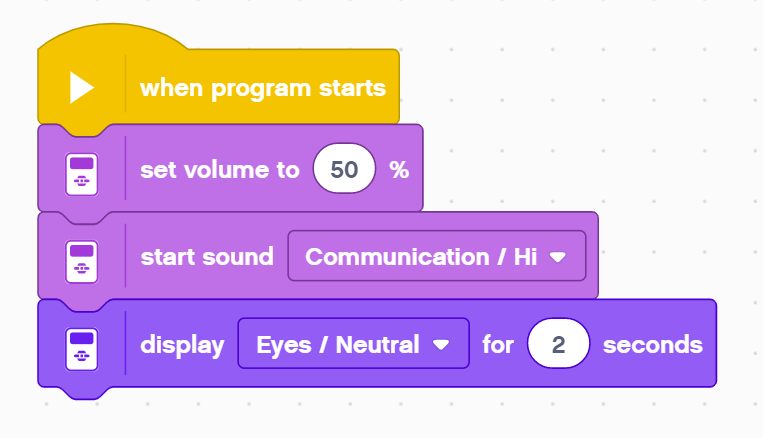 when program starts
set volume to 50 %
start sound Communication / Hi
display Eyes / Neutral for 2 seconds